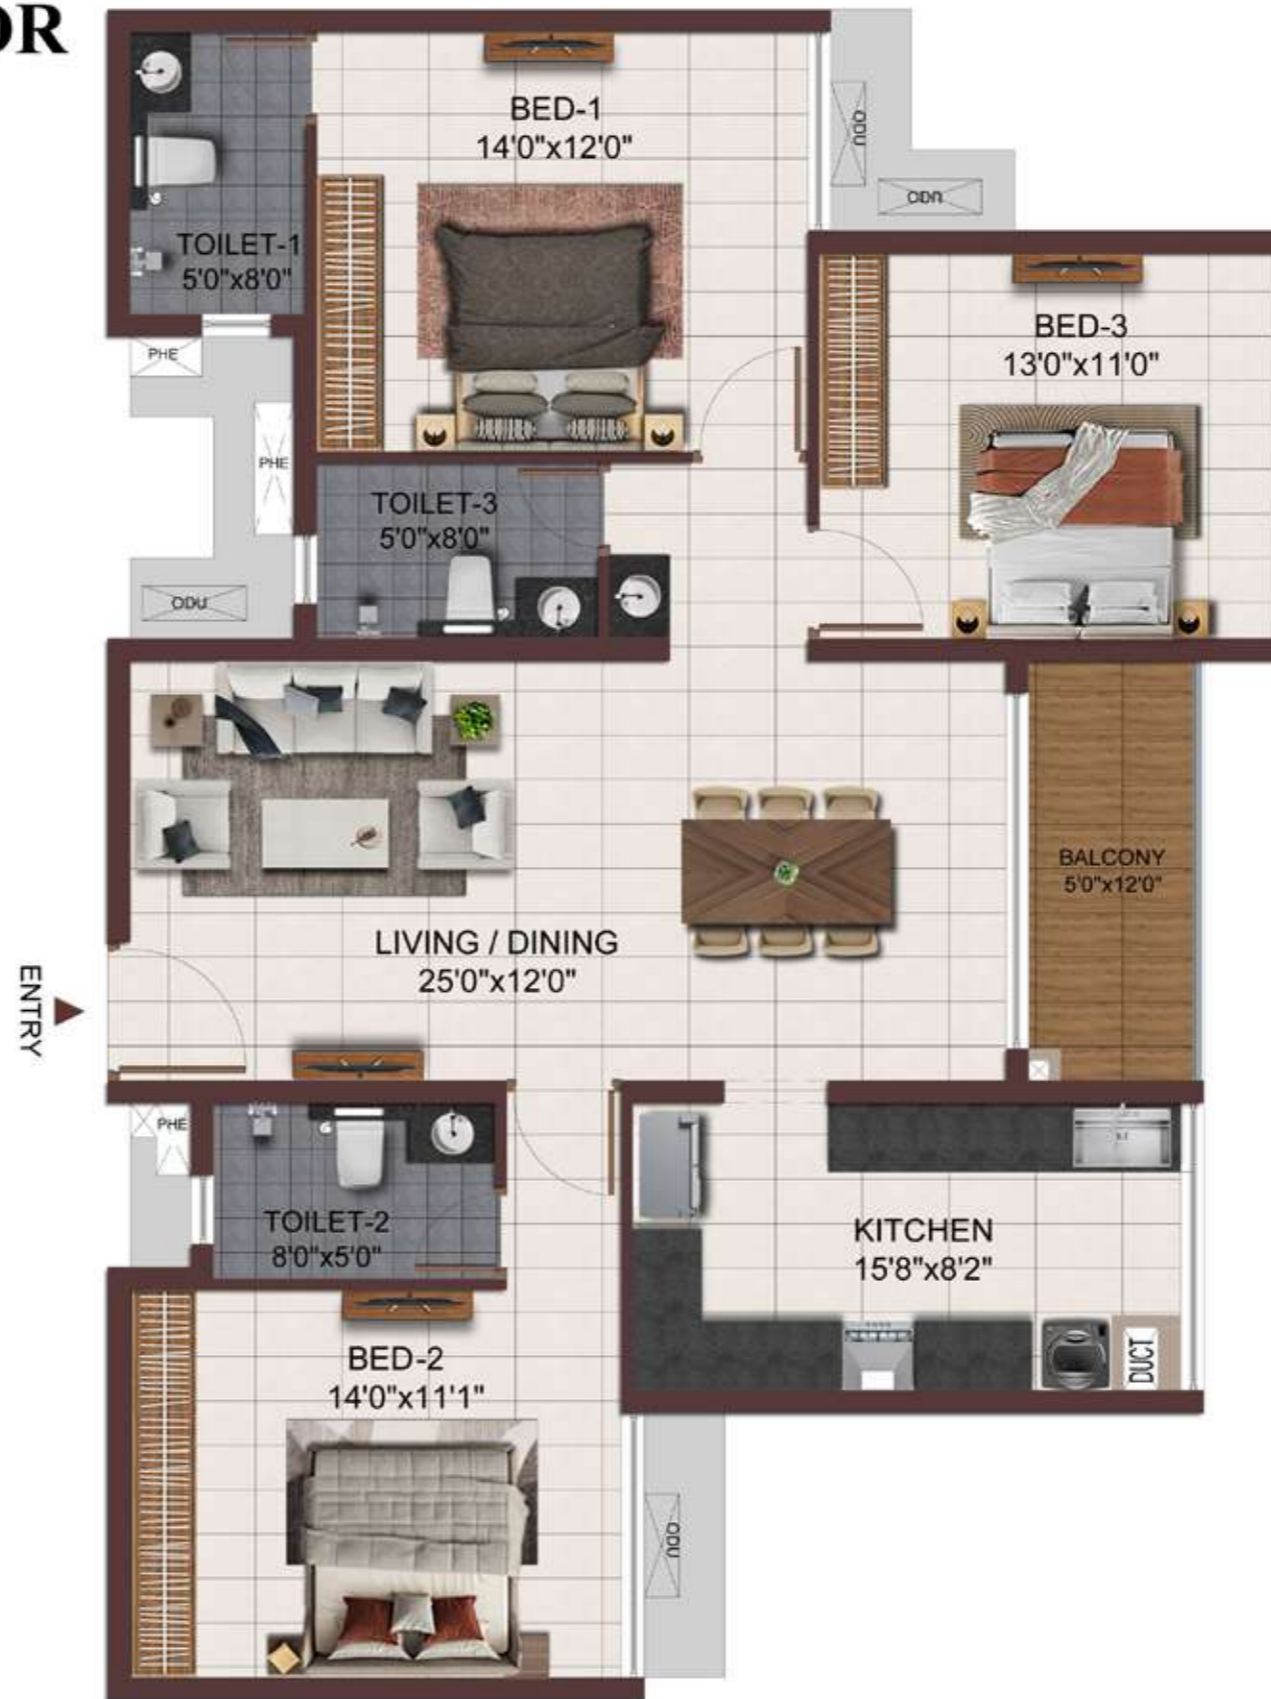 OR
BED-1
14'0"x12'0"
ODU
ODU
TOILET-1
5'0"x8'0"
BED-3
13'0"x11'0"
PHE
PHE
TOILET-3
5'0"x8'0"
ODU
BALCONY
5'0"x12'0"
LIVING / DINING
25'0"x12'0"
ENTRY
PHE
TOILET-2
8'0"x5'0"
KITCHEN
15'8"x8'2"
DUCT
BED-2
14'0"x11'1"
ODU